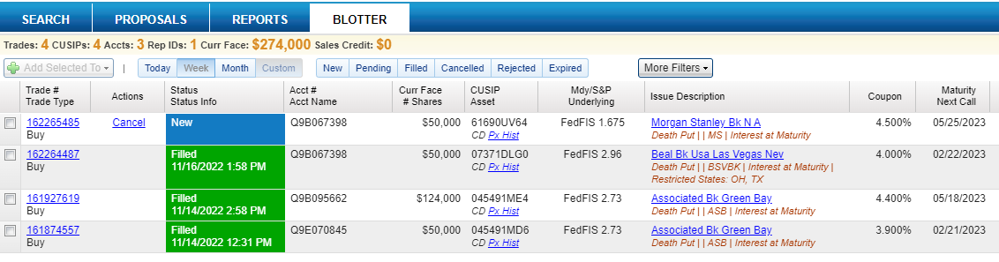 SEARCH PROPOSALS REPORTS BLOTTER
Trades: 4 CUSIPs: 4 Accts: 3 Rep IDs: 1 Curr Face: $274,000 Sales Credit: $0
Add Selected To | Today Week Month Custom New Pending Filled Cancelled Rejected Expired More Filters
Trade # Status Acct # Curr Face CUSIP Mdy/S&P Maturity
Trade Type Actions Status Info Acct Name # Shares Asset Underlying Issue Description Coupon Next Call
162265485 Cancel New Q9B067398 $50,000 61690UV64 FedFIS 1.675 Morgan Stanley Bk N A 4.500% 05/25/2023
Buy CD Px Hist Death Put | | MS | Interest at Maturity
162264487 Filled Q9B067398 $50,000 07371DLG0 FedFIS 2.96 Beal Bk Usa Las Vegas Nev 4.000% 02/22/2023
Buy 11/16/2022 1:58 PM CD Px Hist Death Put | | BSVBK | Interest at Maturity |
Restricted States: OH, TX
161927619 Filled Q9B095662 $124,000 045491ME4 FedFIS 2.73 Associated Bk Green Bay 4.400% 05/18/2023
Buy 11/14/2022 2:58 PM CD Px Hist Death Put | | ASB | Interest at Maturity
161874557 Filled Q9E070845 $50,000 045491MD6 FedFIS 2.73 Associated Bk Green Bay 3.900% 02/21/2023
Buy 11/14/2022 12:31 PM CD Px Hist Death Put | | ASB | Interest at Maturity